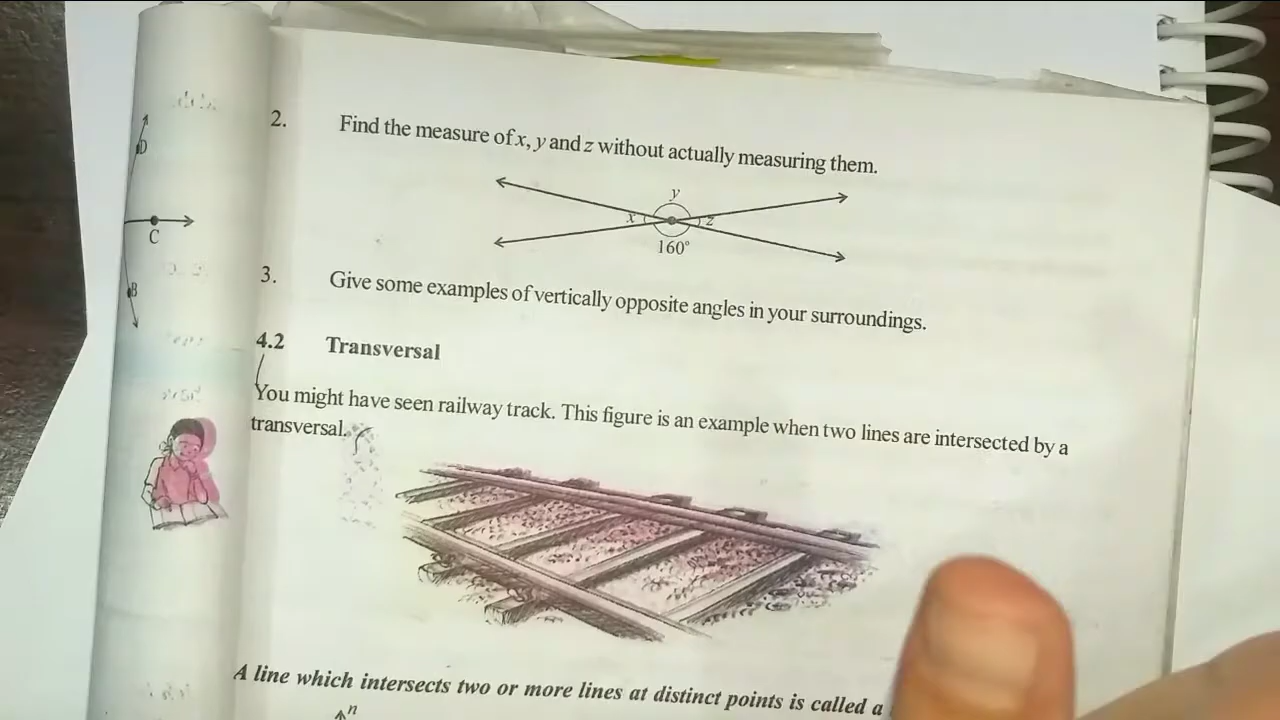 D
C
B
2. Find the measure of x, y and z without actually measuring them.
y
x z
160°
3. Give some examples of vertically opposite angles in your surroundings.
4.2 Transversal
You might have seen railway track. This figure is an example when two lines are intersected by a
transversal.
A line which intersects two or more lines at distinct points is called a
n